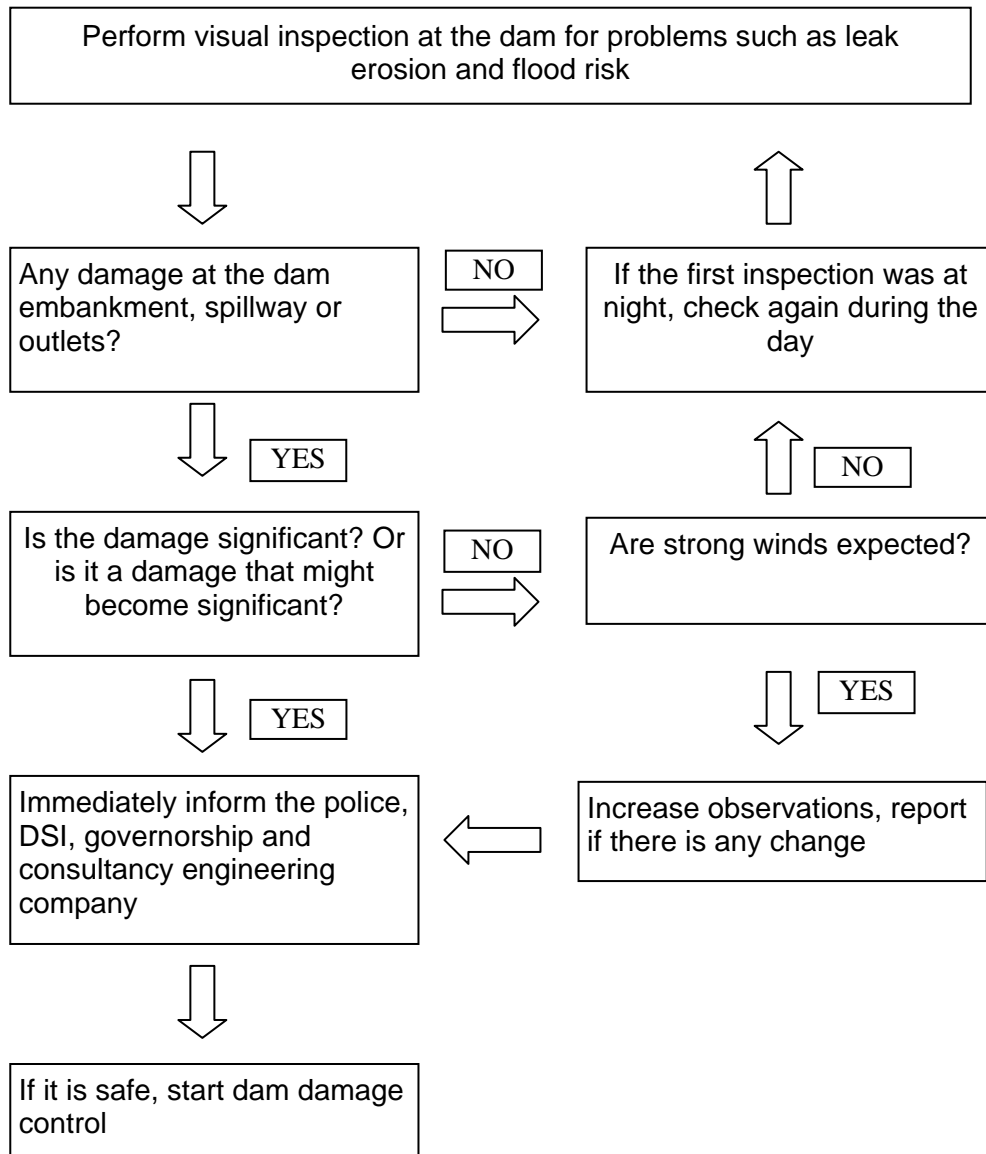 Perform visual inspection at the dam for problems such as leak
erosion and flood risk
Any damage at the dam
embankment, spillway or
outlets?
NO
If the first inspection was at
night, check again during the
day
YES
NO
Is the damage significant? Or
is it a damage that might
become significant?
NO
Are strong winds expected?
YES
YES
Immediately inform the police,
DSI, governorship and
consultancy engineering
company
Increase observations, report
if there is any change
If it is safe, start dam damage
control